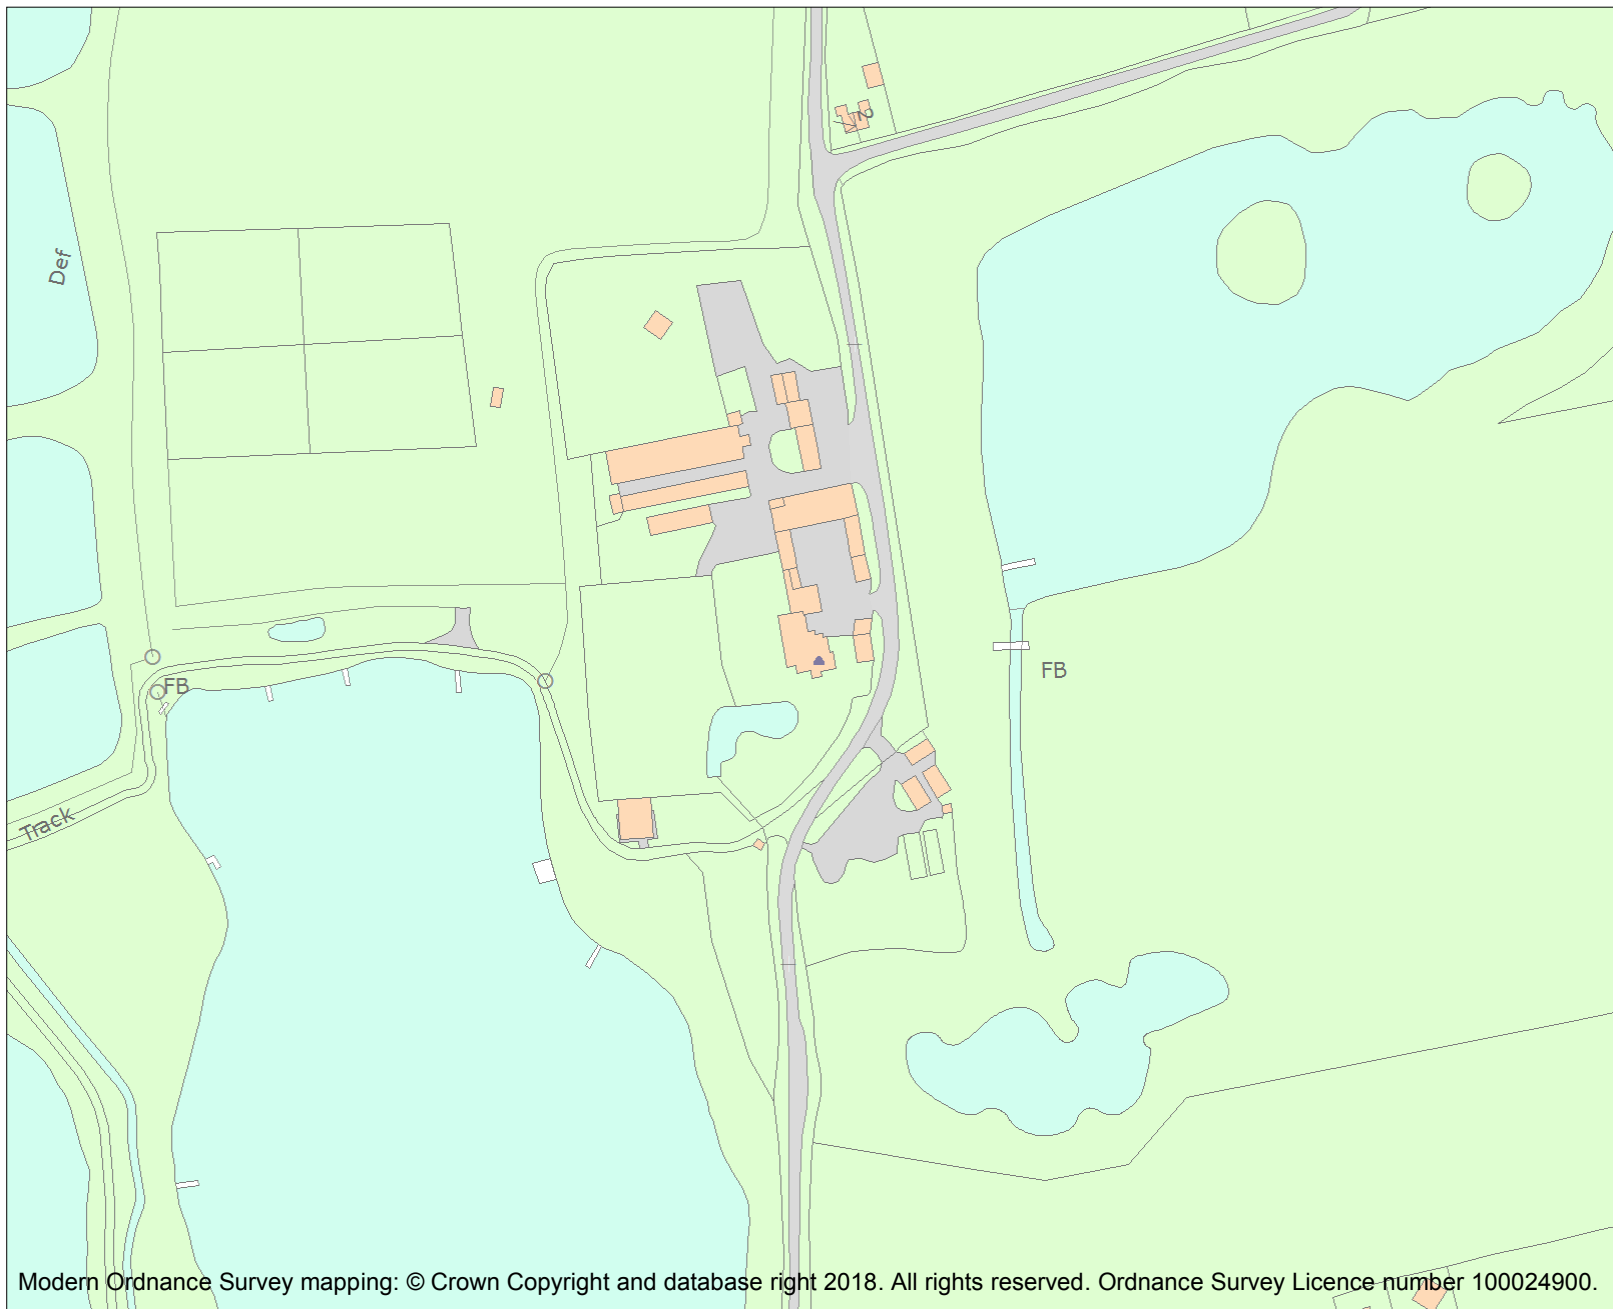 2
Def
FB
FB
Track
Modern Ordnance Survey mapping: © Crown Copyright and database right 2018. All rights reserved. Ordnance Survey Licence number 100024900.